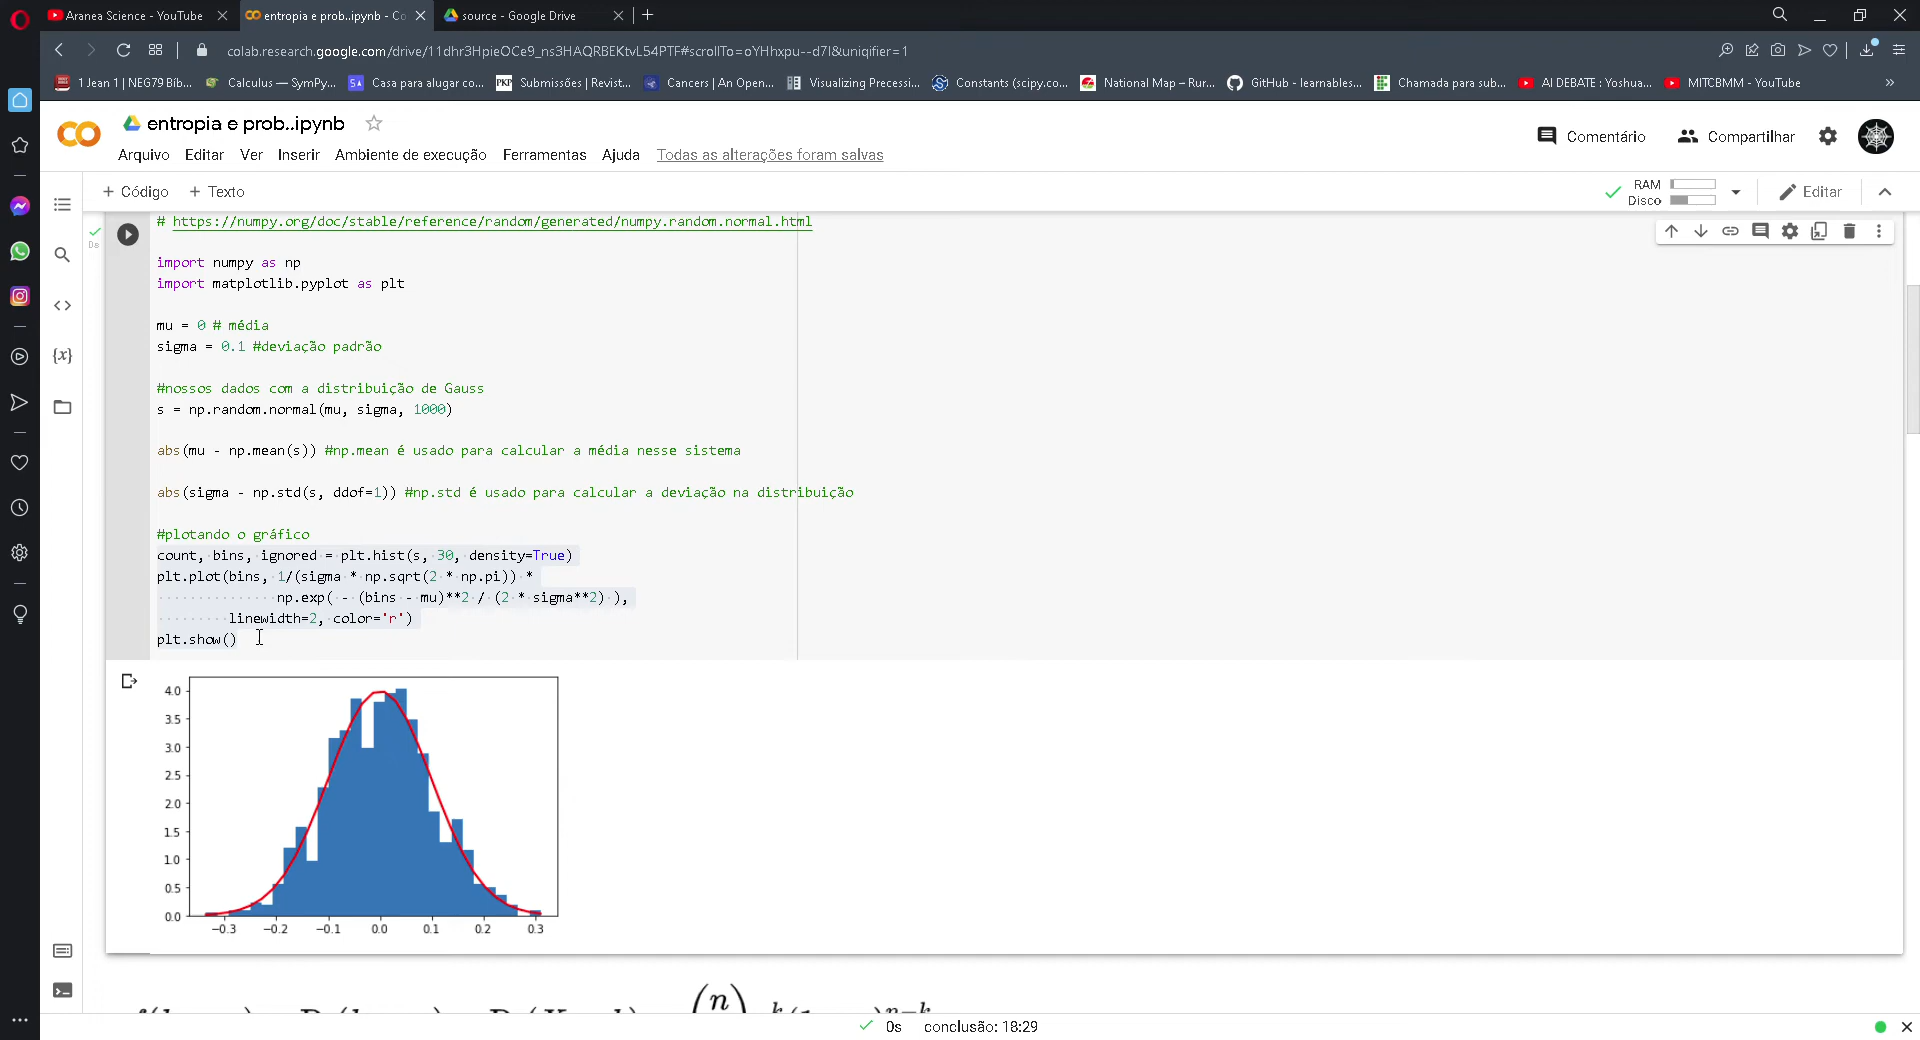 Aranea Science - YouTube
entropia e prob..ipynb - Co
source - Google Drive
colab.research.google.com/drive/11dhr3HpieOCe9_ns3HAQRBEKtvL54PTF#scrollTo=oYHhxpu--d7I&uniqifier=1
1 Jean 1 | NEG79 Bíb...
Calculus — SymPy...
Casa para alugar co...
PKP Submissões | Revist...
Cancers | An Open...
Visualizing Precessi...
Constants (scipy.co...
National Map – Rur...
GitHub - learnables...
Chamada para sub...
AI DEBATE : Yoshua...
MITCBMM - YouTube
entropia e prob..ipynb
Comentário
Compartilhar
Arquivo Editar Ver Inserir Ambiente de execução Ferramentas Ajuda Todas as alterações foram salvas
+ Código + Texto
RAM
Disco
Editar
0s
# https://numpy.org/doc/stable/reference/random/generated/numpy.random.normal.html
import numpy as np
import matplotlib.pyplot as plt
mu = 0 # média
sigma = 0.1 #deviação padrão
#nossos dados com a distribuição de Gauss
s = np.random.normal(mu, sigma, 1000)
abs(mu - np.mean(s)) #np.mean é usado para calcular a média nesse sistema
abs(sigma - np.std(s, ddof=1)) #np.std é usado para calcular a deviação na distribuição
#plotando o gráfico
count, bins, ignored = plt.hist(s, 30, density=True)
plt.plot(bins, 1/(sigma * np.sqrt(2 * np.pi)) *
np.exp( - (bins - mu)**2 / (2 * sigma**2) ),
linewidth=2, color='r')
plt.show()
4.0
3.5
3.0
2.5
2.0
1.5
1.0
0.5
0.0
−0.3 −0.2 −0.1 0.0 0.1 0.2 0.3
0s conclusão: 18:29